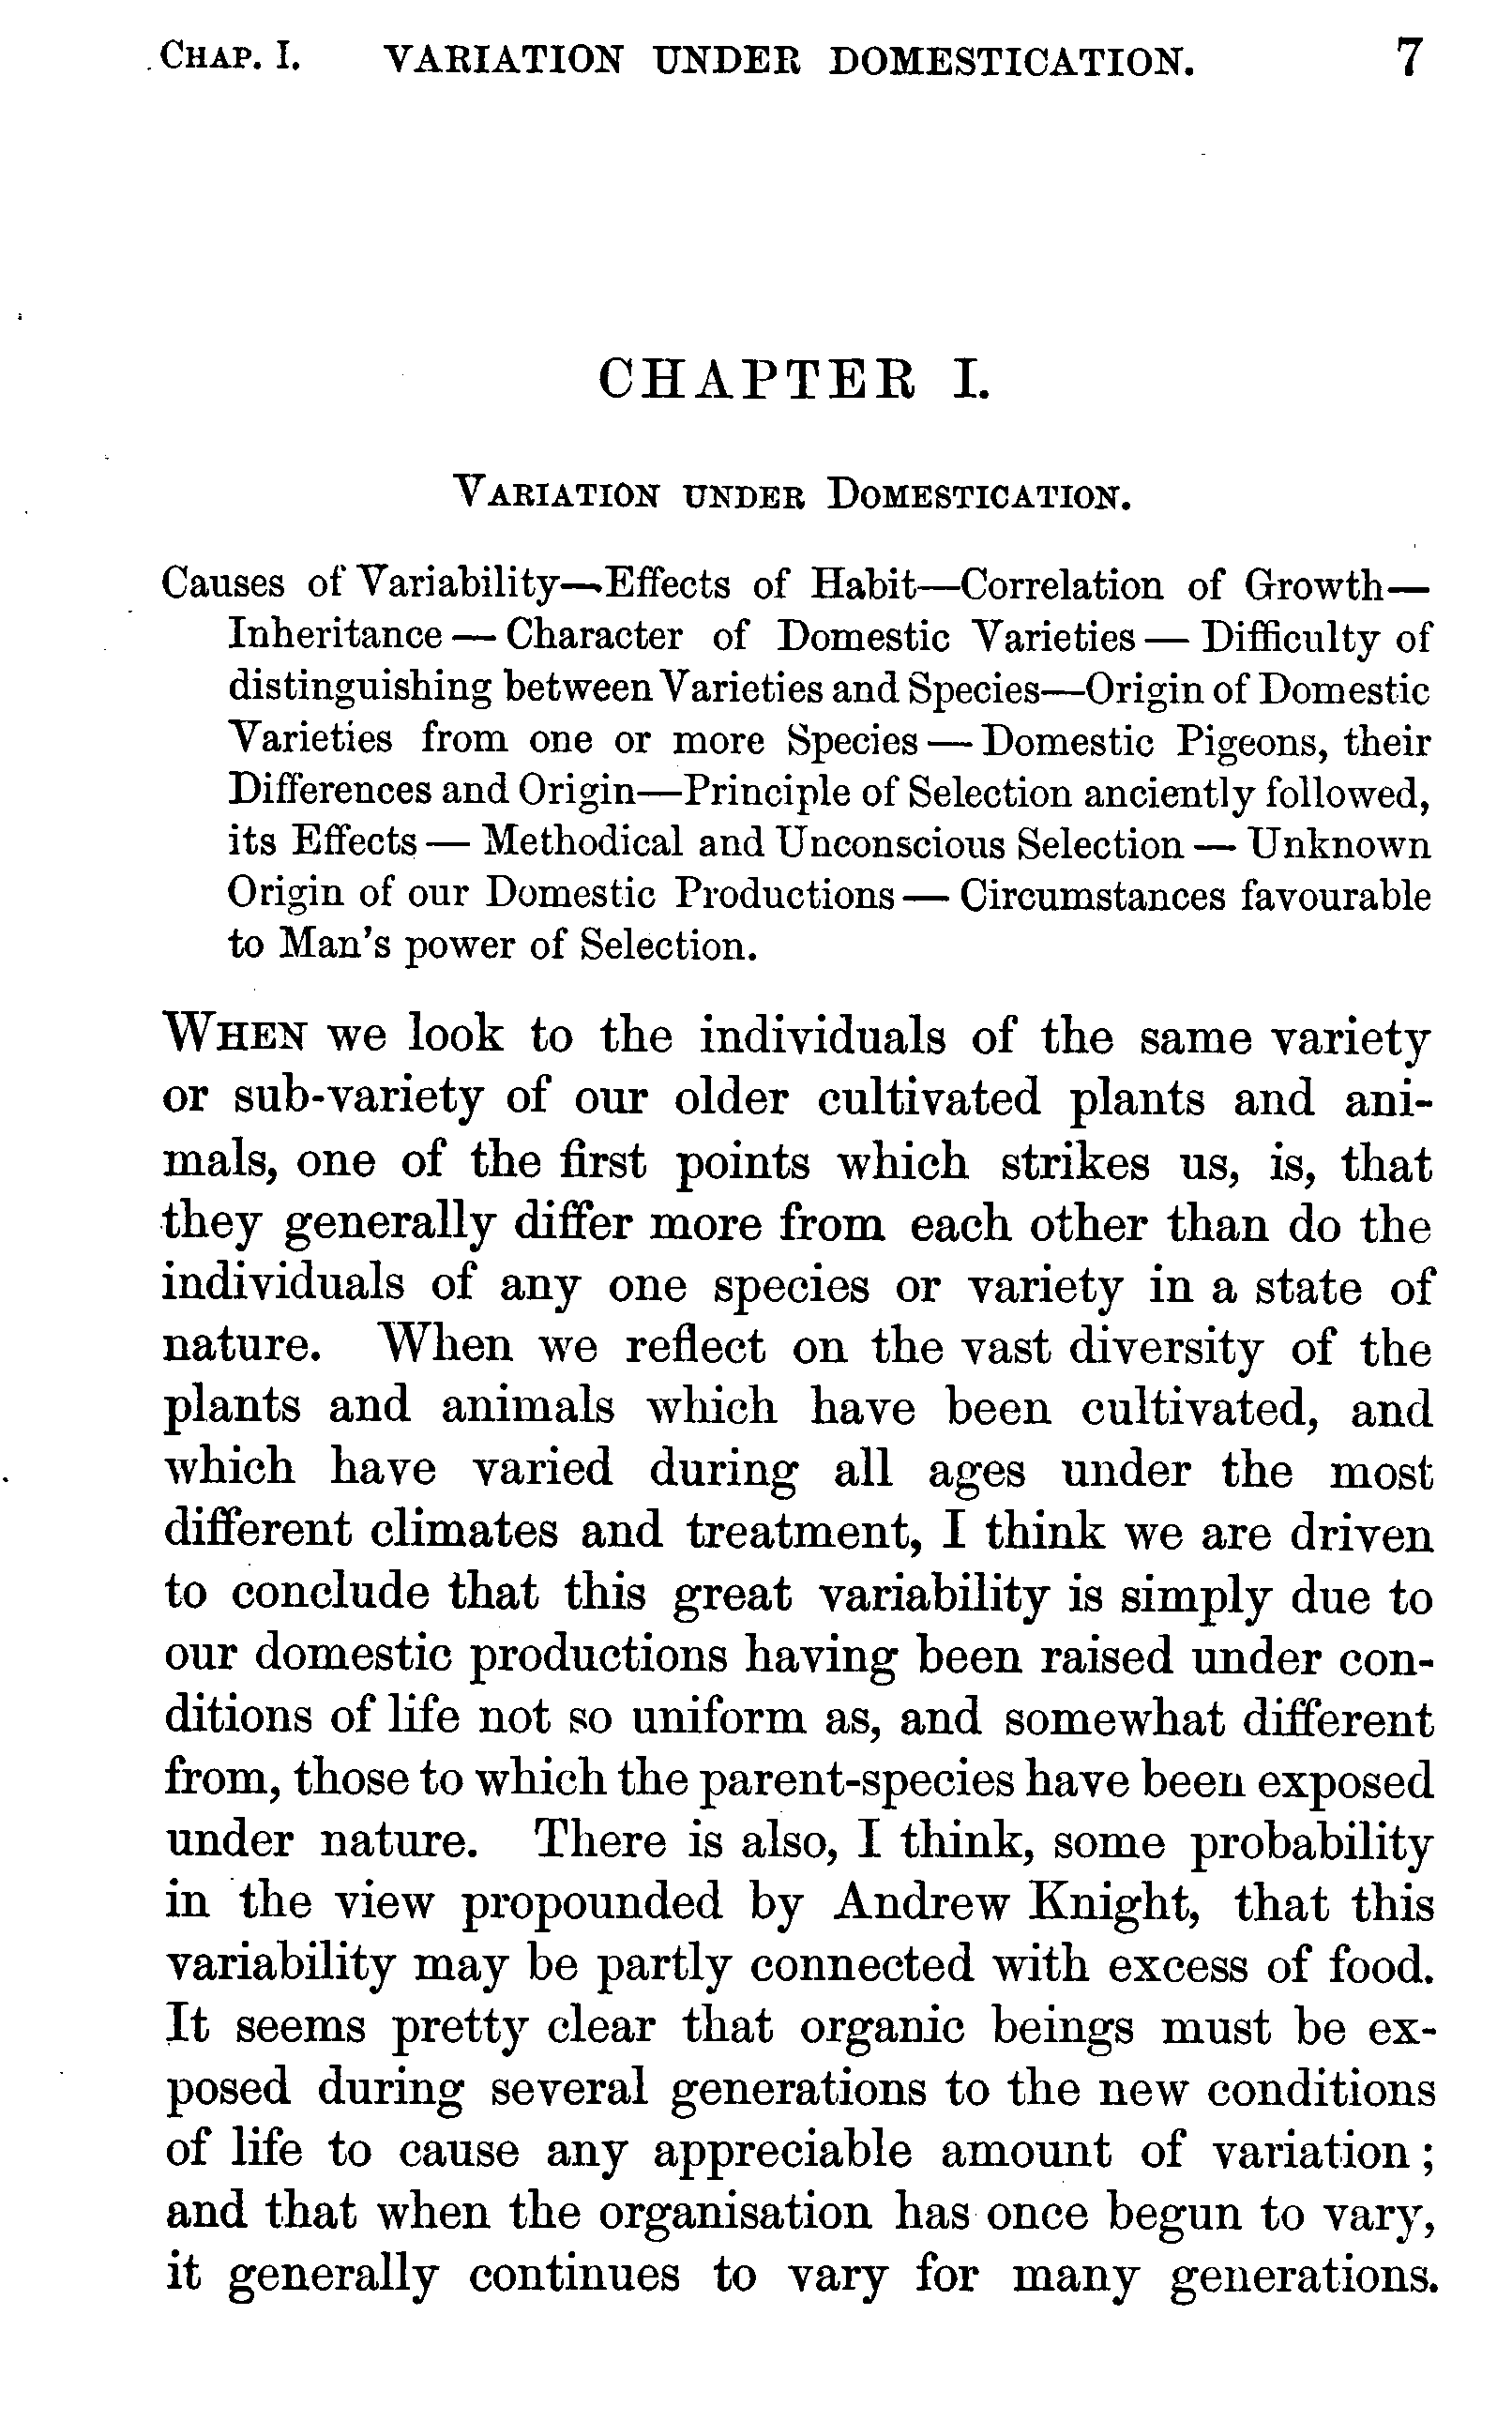 CHAP. I. VARIATION UNDER DOMESTICATION. 7
CHAPTER I.
VARIATION UNDER DOMESTICATION.
Causes of Variability—Effects of Habit—Correlation of Growth—
Inheritance — Character of Domestic Varieties — Difficulty of
distinguishing between Varieties and Species—Origin of Domestic
Varieties from one or more Species — Domestic Pigeons, their
Differences and Origin—Principle of Selection anciently followed,
its Effects — Methodical and Unconscious Selection — Unknown
Origin of our Domestic Productions — Circumstances favourable
to Man's power of Selection.
WHEN we look to the individuals of the same variety
or sub-variety of our older cultivated plants and ani-
mals, one of the first points which strikes us, is, that
they generally differ more from each other than do the
individuals of any one species or variety in a state of
nature. When we reflect on the vast diversity of the
plants and animals which have been cultivated, and
which have varied during all ages under the most
different climates and treatment, I think we are driven
to conclude that this great variability is simply due to
our domestic productions having been raised under con-
ditions of life not so uniform as, and somewhat different
from, those to which the parent-species have been exposed
under nature. There is also, I think, some probability
in the view propounded by Andrew Knight, that this
variability may be partly connected with excess of food.
It seems pretty clear that organic beings must be ex-
posed during several generations to the new conditions
of life to cause any appreciable amount of variation;
and that when the organisation has once begun to vary,
it generally continues to vary for many generations.